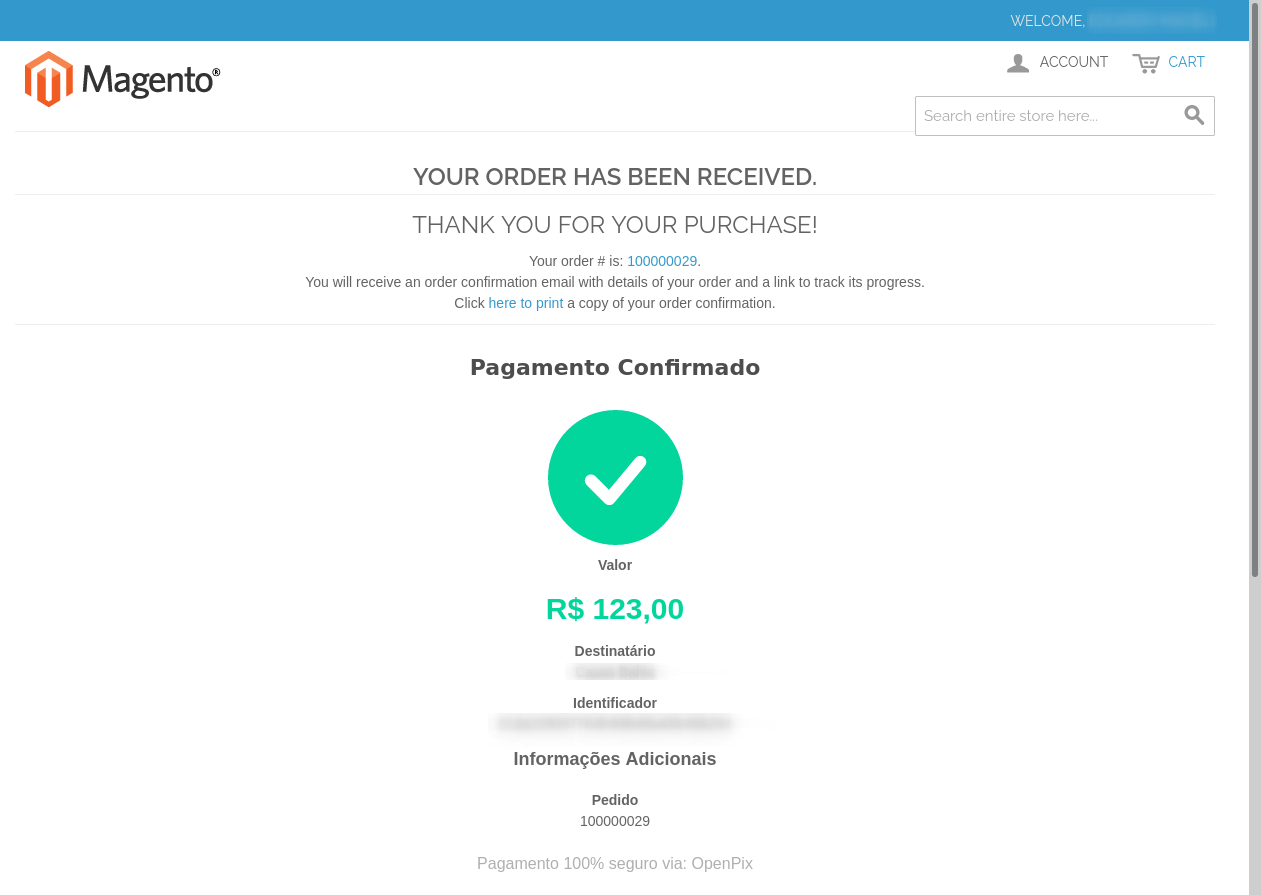 WELCOME,
Magento®
ACCOUNT
CART
Search entire store here...
YOUR ORDER HAS BEEN RECEIVED.
THANK YOU FOR YOUR PURCHASE!
Your order # is: 100000029.
You will receive an order confirmation email with details of your order and a link to track its progress.
Click here to print a copy of your order confirmation.
Pagamento Confirmado
Valor
R$ 123,00
Destinatário
Identificador
Informações Adicionais
Pedido
100000029
Pagamento 100% seguro via: OpenPix